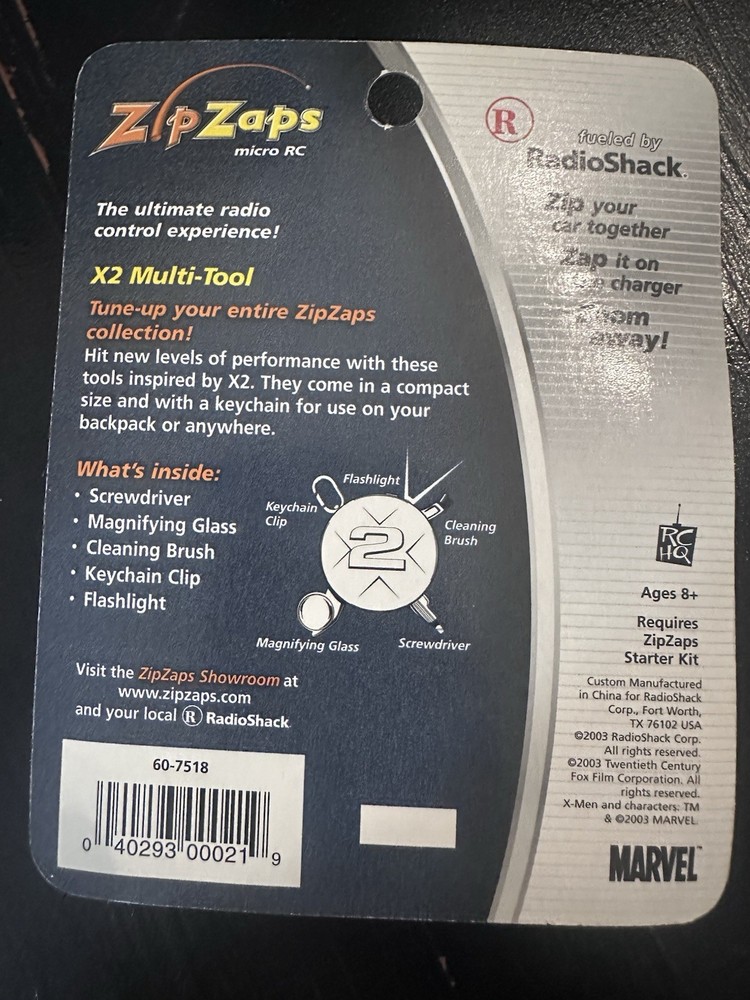 ZipZaps
micro RC
The ultimate radio
control experience!
X2 Multi-Tool
Tune-up your entire ZipZaps
collection!
Hit new levels of performance with these
tools inspired by X2. They come in a compact
size and with a keychain for use on your
backpack or anywhere.
What's inside:
• Screwdriver
• Magnifying Glass
• Cleaning Brush
• Keychain Clip
• Flashlight
Flashlight
Keychain
Clip
Cleaning
Brush
2
Magnifying Glass
Screwdriver
Visit the ZipZaps Showroom at
www.zipzaps.com
and your local ® RadioShack
60-7518
0 40293 00021 9
®
fueled by
RadioShack.
Zip your
car together
Zap it on
charger
away!
RC
HQ
Ages 8+
Requires
ZipZaps
Starter Kit
Custom Manufactured
in China for RadioShack
Corp., Fort Worth,
TX 76102 USA
©2003 RadioShack Corp.
All rights reserved.
©2003 Twentieth Century
Fox Film Corporation. All
rights reserved.
X-Men and characters: TM
& ©2003 MARVEL.
MARVEL™